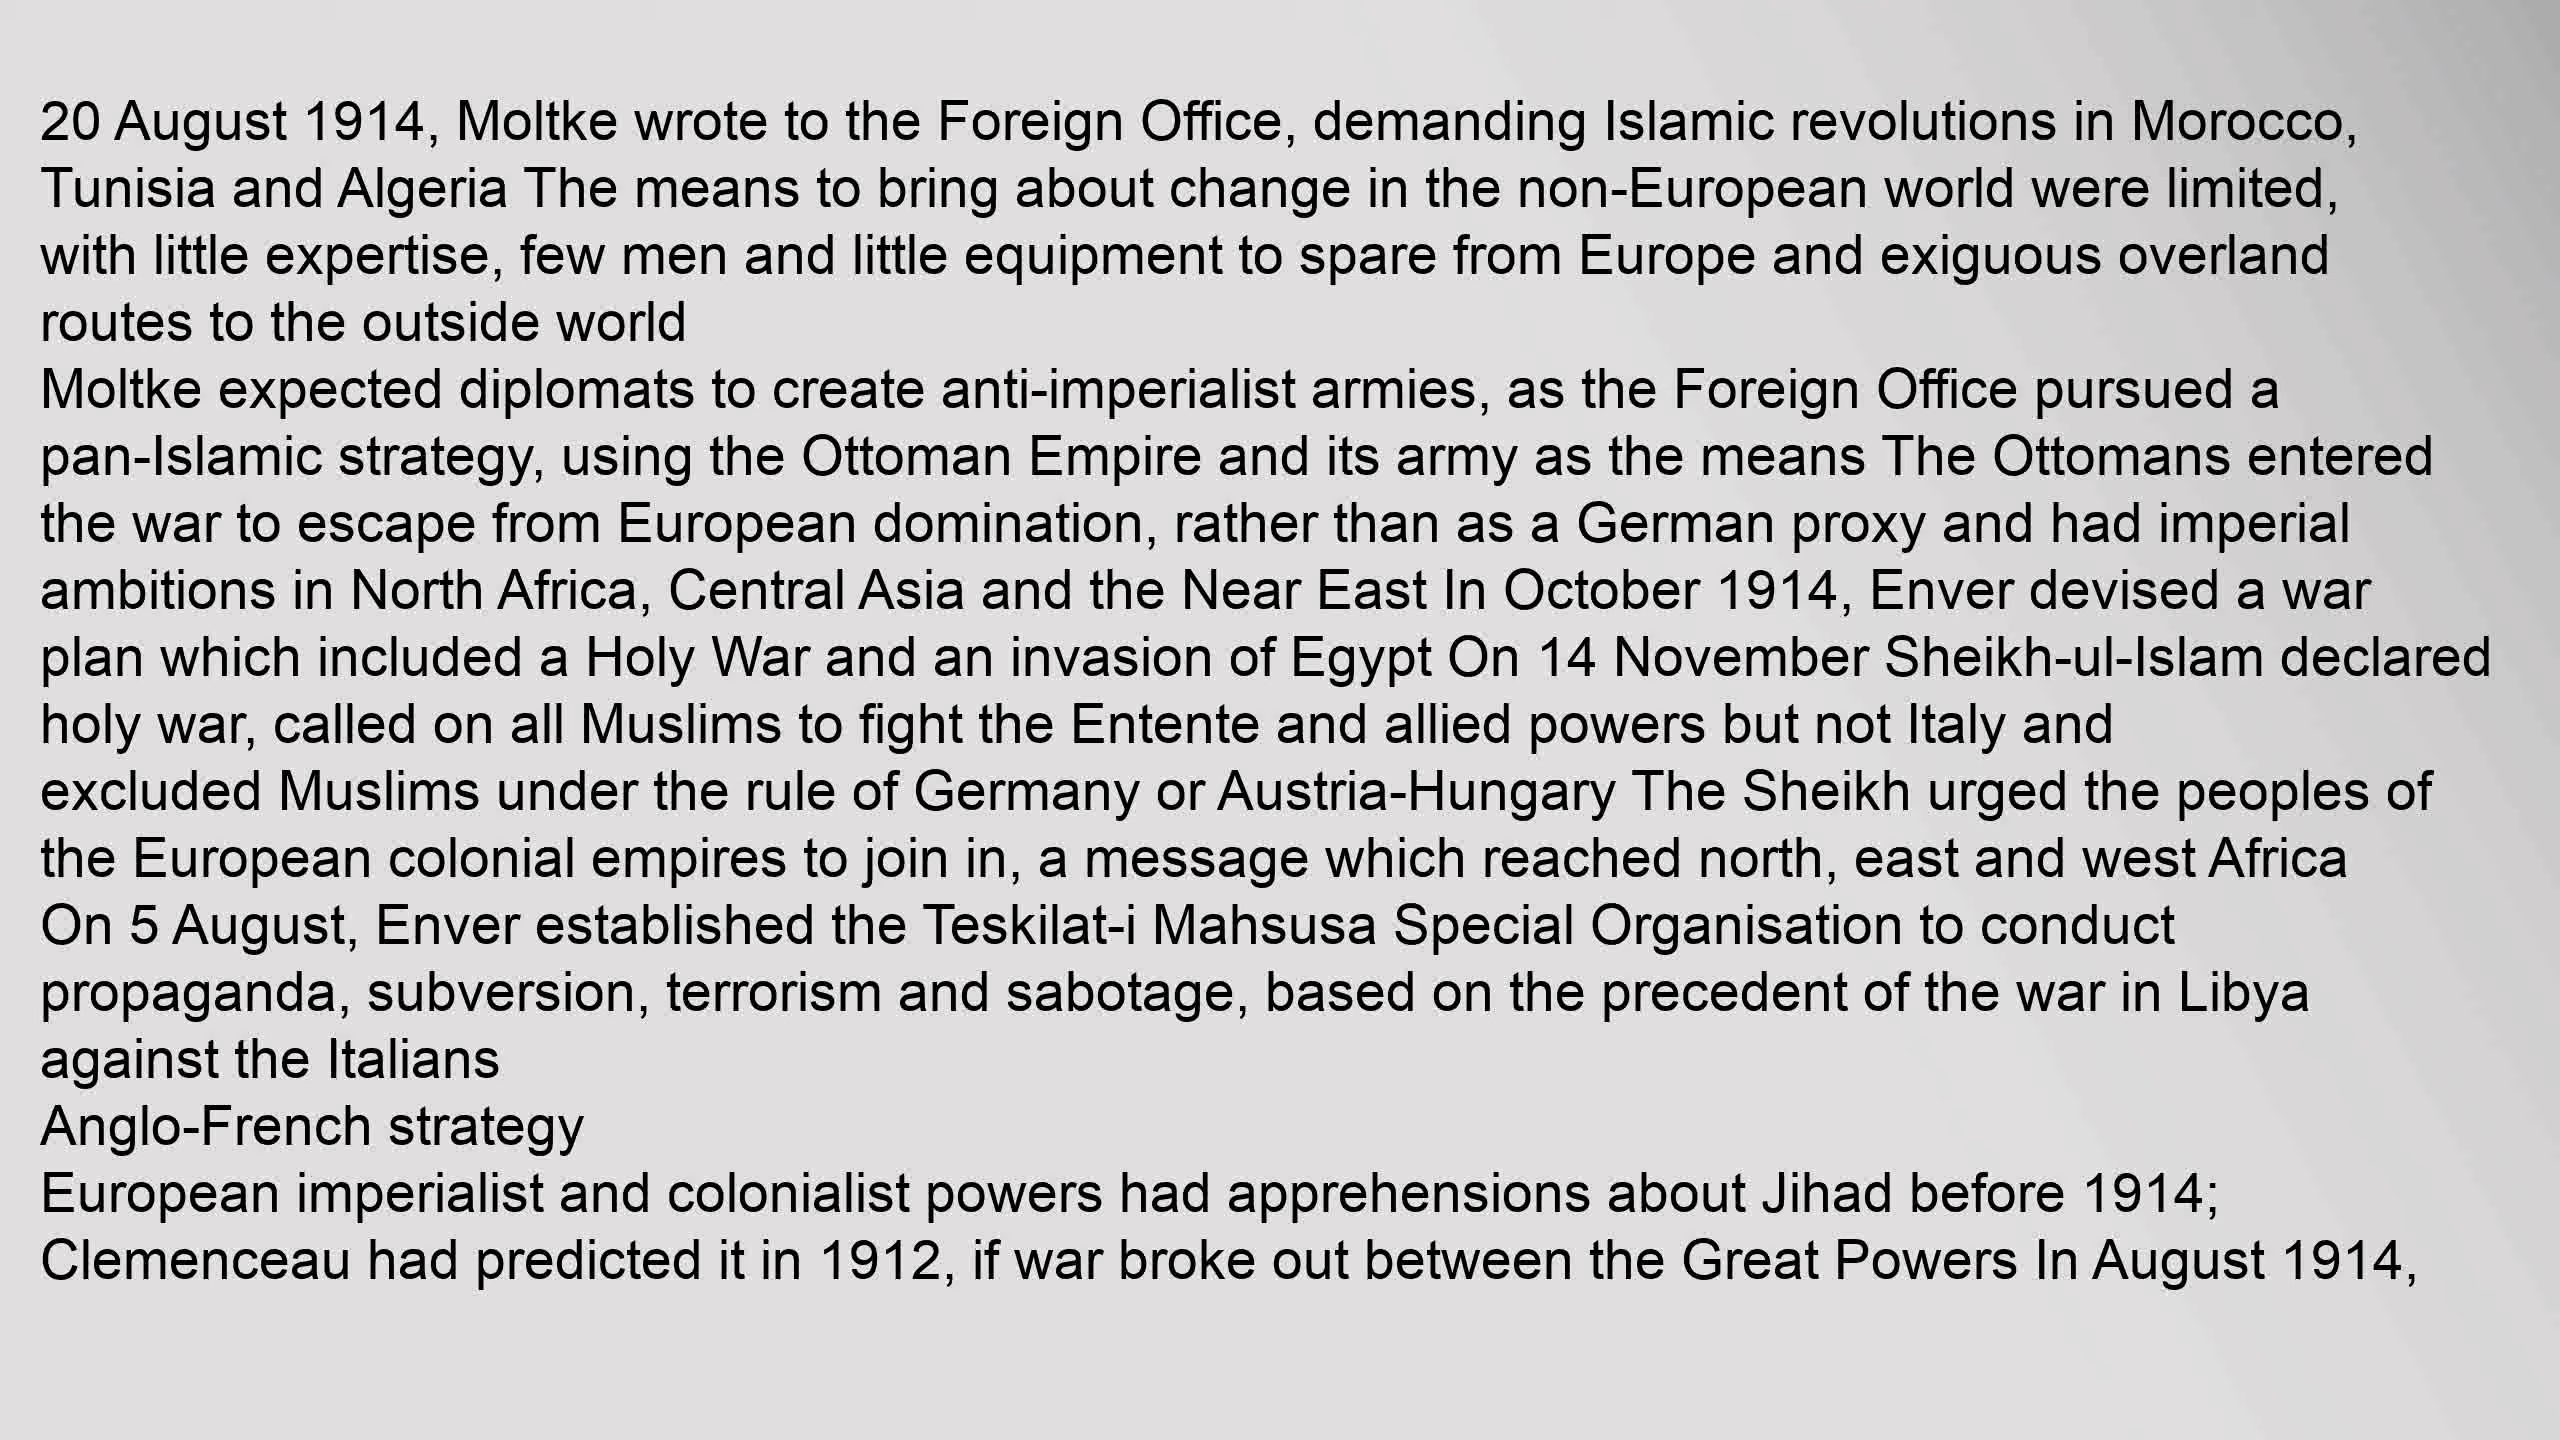 20 August 1914, Moltke wrote to the Foreign Office, demanding Islamic revolutions in Morocco,
Tunisia and Algeria The means to bring about change in the non-European world were limited,
with little expertise, few men and little equipment to spare from Europe and exiguous overland
routes to the outside world
Moltke expected diplomats to create anti-imperialist armies, as the Foreign Office pursued a
pan-Islamic strategy, using the Ottoman Empire and its army as the means The Ottomans entered
the war to escape from European domination, rather than as a German proxy and had imperial
ambitions in North Africa, Central Asia and the Near East In October 1914, Enver devised a war
plan which included a Holy War and an invasion of Egypt On 14 November Sheikh-ul-Islam declared
holy war, called on all Muslims to fight the Entente and allied powers but not Italy and
excluded Muslims under the rule of Germany or Austria-Hungary The Sheikh urged the peoples of
the European colonial empires to join in, a message which reached north, east and west Africa
On 5 August, Enver established the Teskilat-i Mahsusa Special Organisation to conduct
propaganda, subversion, terrorism and sabotage, based on the precedent of the war in Libya
against the Italians
Anglo-French strategy
European imperialist and colonialist powers had apprehensions about Jihad before 1914;
Clemenceau had predicted it in 1912, if war broke out between the Great Powers In August 1914,